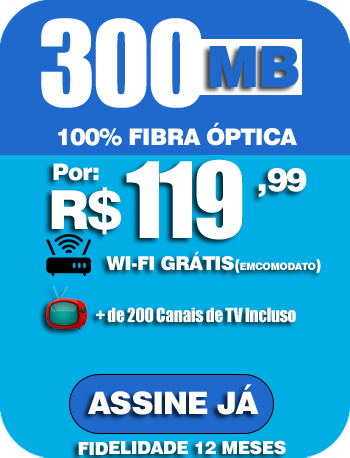 300 MB
100% FIBRA ÓPTICA
Por:
R$ 119,99
WI-FI GRÁTIS(EMCOMODATO)
+ de 200 Canais de TV Incluso
ASSINE JÁ
FIDELIDADE 12 MESES